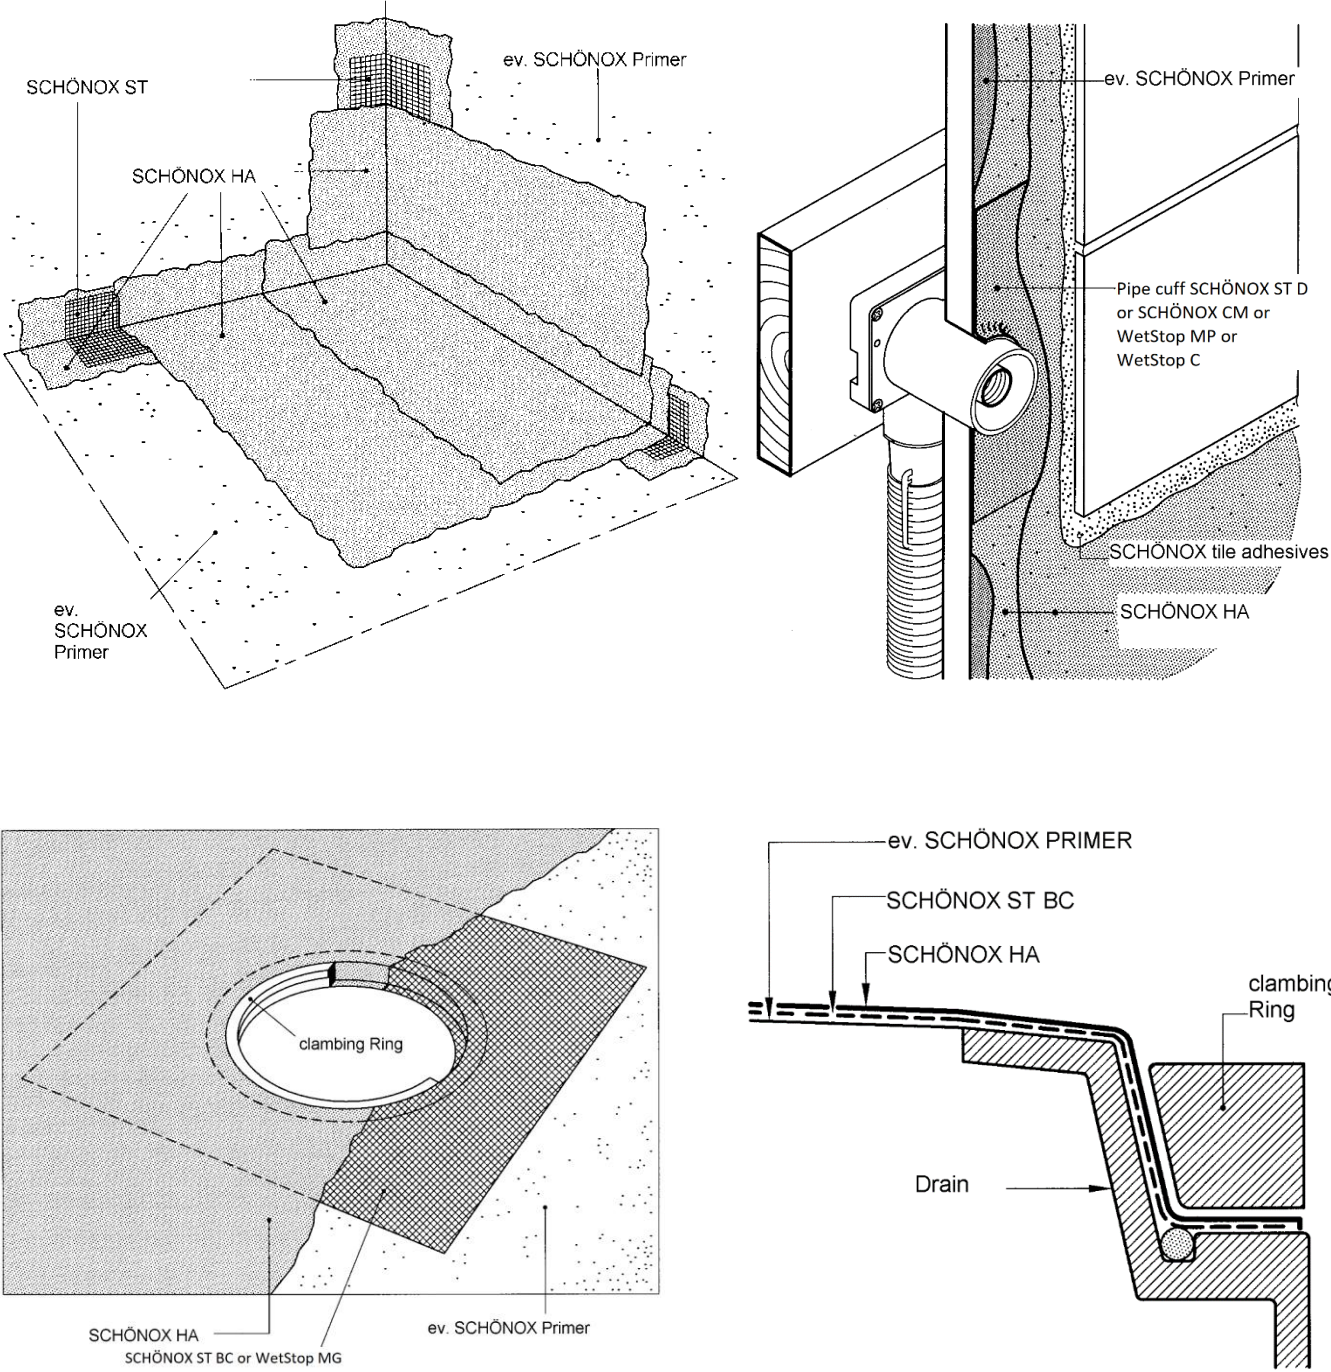 ev. SCHÖNOX Primer
SCHÖNOX ST
SCHÖNOX HA
ev.
SCHÖNOX
Primer
ev. SCHÖNOX Primer
Pipe cuff SCHÖNOX ST D
or SCHÖNOX CM or
WetStop MP or
WetStop C
SCHÖNOX tile adhesives
SCHÖNOX HA
clambing Ring
SCHÖNOX HA
ev. SCHÖNOX Primer
SCHÖNOX ST BC or WetStop MG
ev. SCHÖNOX PRIMER
SCHÖNOX ST BC
SCHÖNOX HA
clambing
Ring
Drain